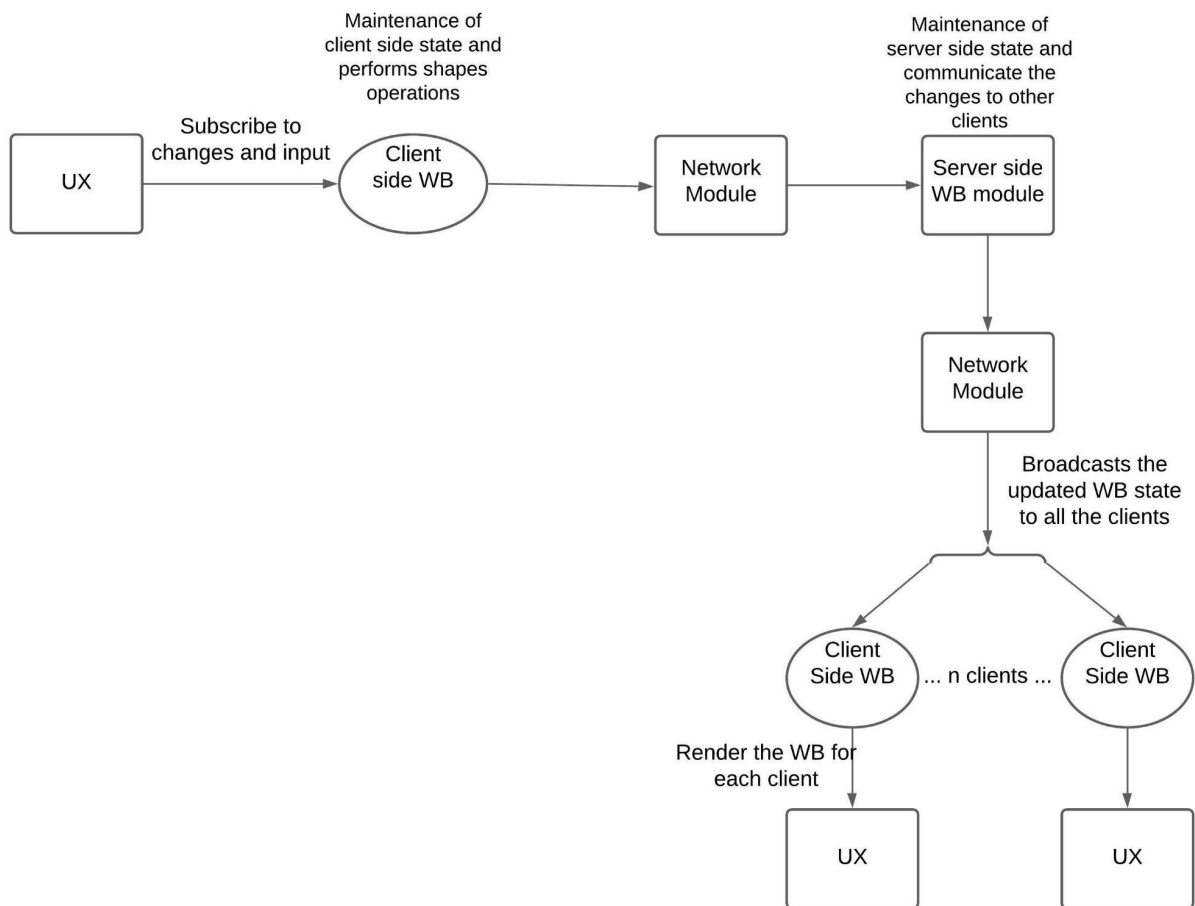 Maintenance of
client side state and
performs shapes
operations
Maintenance of
server side state and
communicate the
changes to other
clients
Subscribe to
changes and input
UX
Client
side WB
Network
Module
Server side
WB module
Network
Module
Broadcasts the
updated WB state
to all the clients
Client
Side WB
... n clients ...
Client
Side WB
Render the WB for
each client
UX
UX